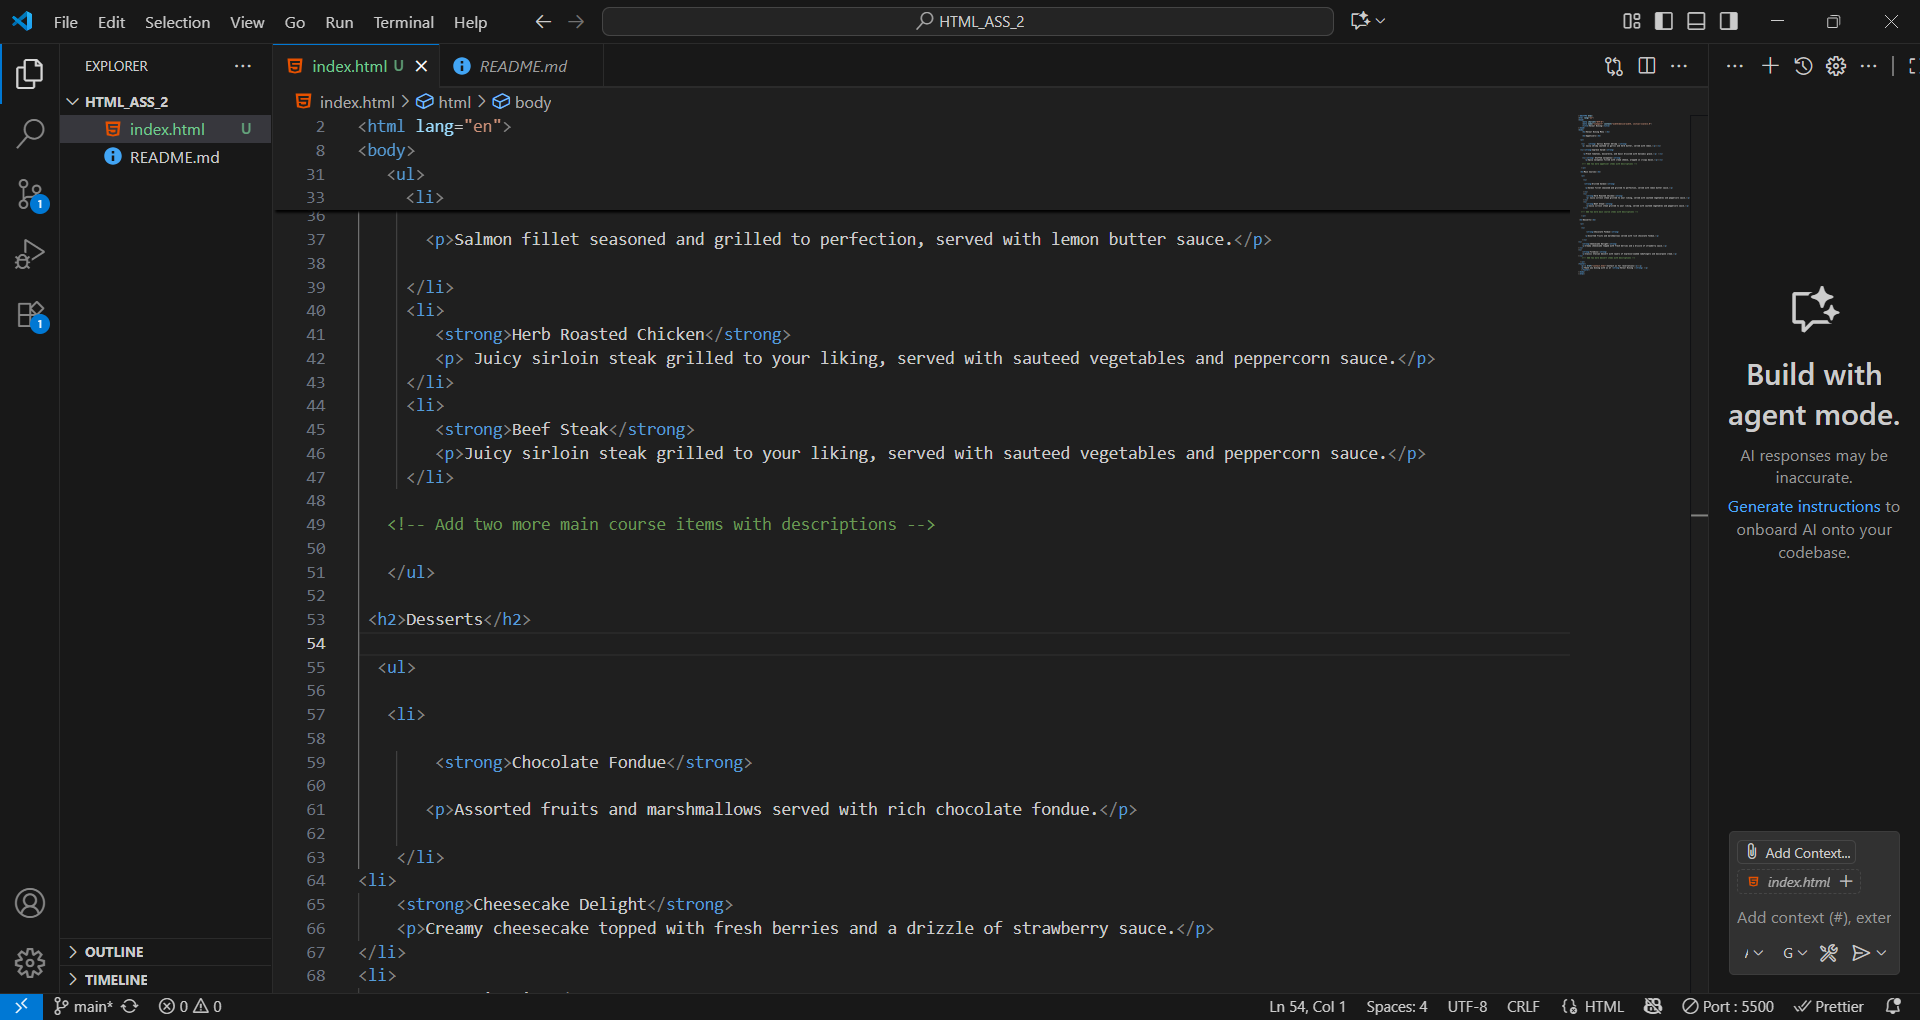 File Edit Selection View Go Run Terminal Help
HTML_ASS_2
EXPLORER
HTML_ASS_2
index.html U
README.md
1
1
OUTLINE
TIMELINE
index.html U
README.md
index.html > html > body
2 <html lang="en">
8 <body>
31 <ul>
33 <li>
36
37 <p>Salmon fillet seasoned and grilled to perfection, served with lemon butter sauce.</p>
38
39 </li>
40 <li>
41 <strong>Herb Roasted Chicken</strong>
42 <p> Juicy sirloin steak grilled to your liking, served with sauteed vegetables and peppercorn sauce.</p>
43 </li>
44 <li>
45 <strong>Beef Steak</strong>
46 <p>Juicy sirloin steak grilled to your liking, served with sauteed vegetables and peppercorn sauce.</p>
47 </li>
48
49 <!-- Add two more main course items with descriptions -->
50
51 </ul>
52
53 <h2>Desserts</h2>
54
55 <ul>
56
57 <li>
58
59 <strong>Chocolate Fondue</strong>
60
61 <p>Assorted fruits and marshmallows served with rich chocolate fondue.</p>
62
63 </li>
64 <li>
65 <strong>Cheesecake Delight</strong>
66 <p>Creamy cheesecake topped with fresh berries and a drizzle of strawberry sauce.</p>
67 </li>
68 <li>
Build with
agent mode.
AI responses may be
inaccurate.
Generate instructions to
onboard AI onto your
codebase.
Add Context...
index.html
Add context (#), exter
G
main* 0 0
Ln 54, Col 1 Spaces: 4 UTF-8 CRLF HTML Port : 5500 Prettier